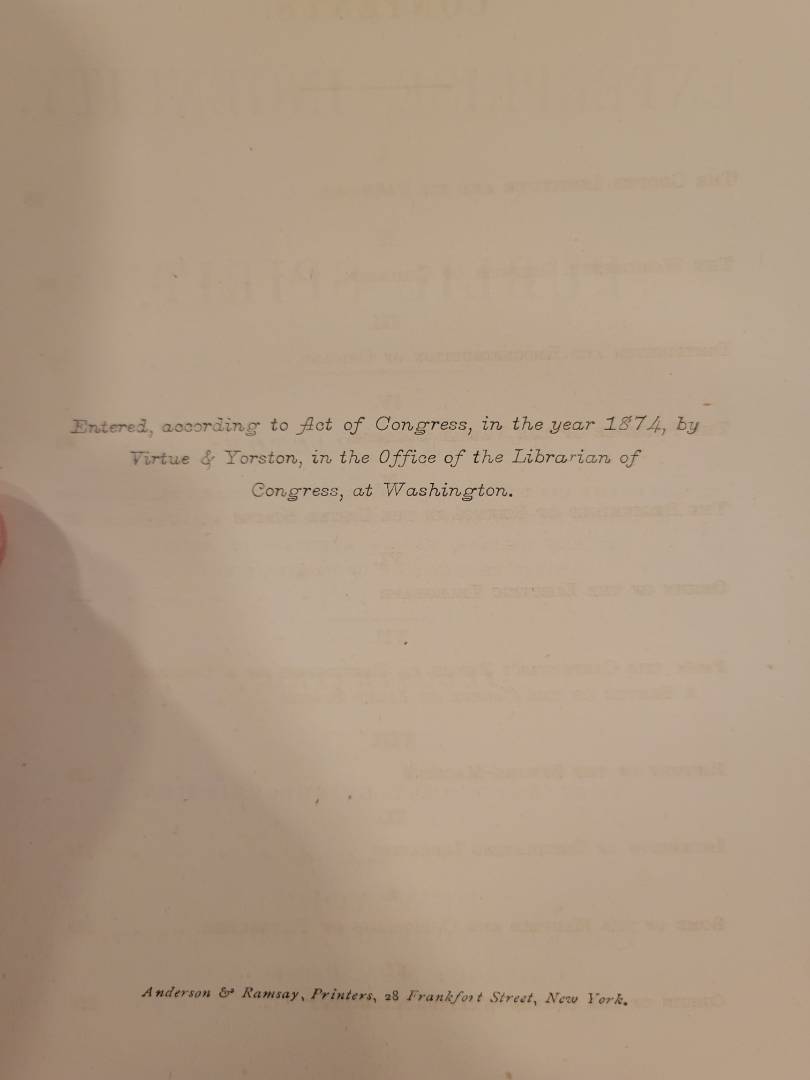 Entered, according to Act of Congress, in the year 1874, by
Virtue & Yorston, in the Office of the Librarian of
Congress, at Washington.
Anderson & Ramsay, Printers, 28 Frankfort Street, New York.